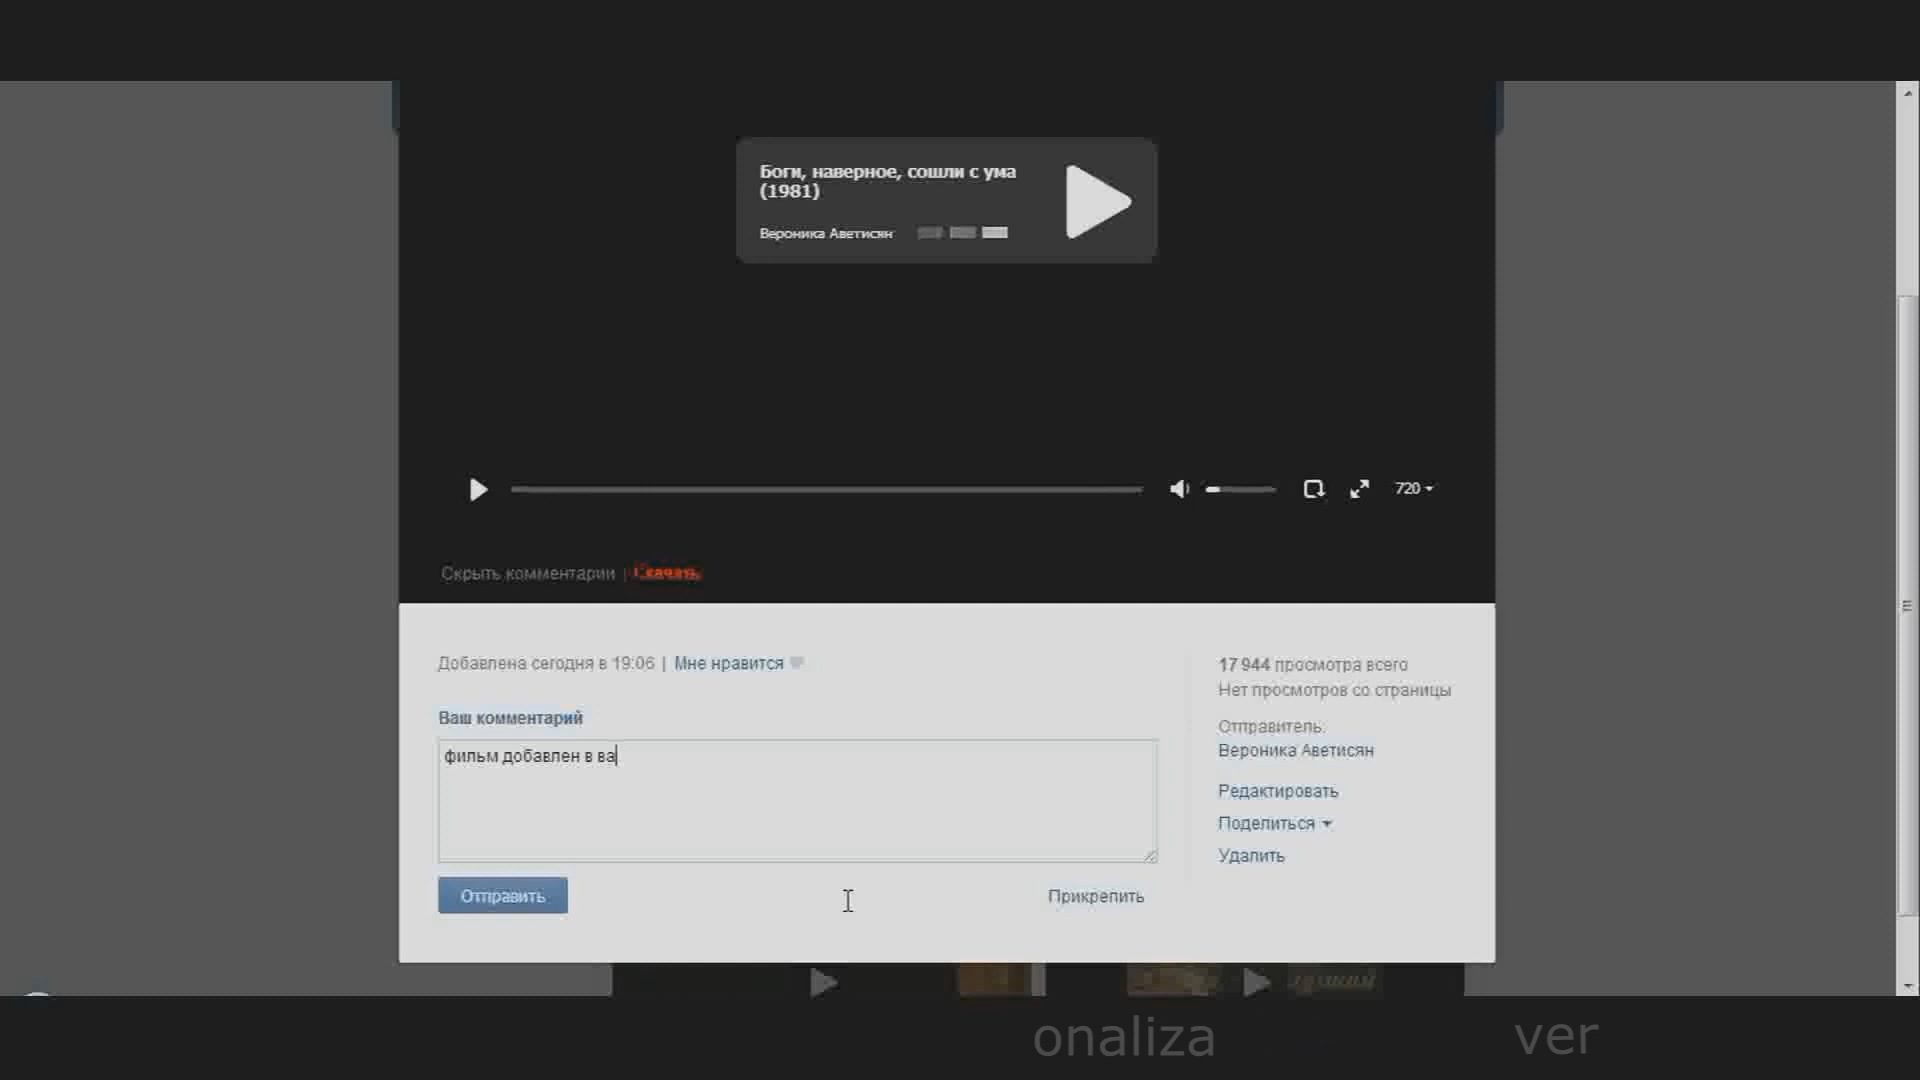 Боги, наверное, сошли с ума
(1981)
Вероника Аветисян
720
Скрыть комментарии | Скачать
Добавлена сегодня в 19:06 | Мне нравится
17 944 просмотра всего
Нет просмотров со страницы
Ваш комментарий
Отправитель:
фильм добавлен в ва
Вероника Аветисян
Редактировать
Поделиться
Удалить
Отправить
Прикрепить
onaliza
ver